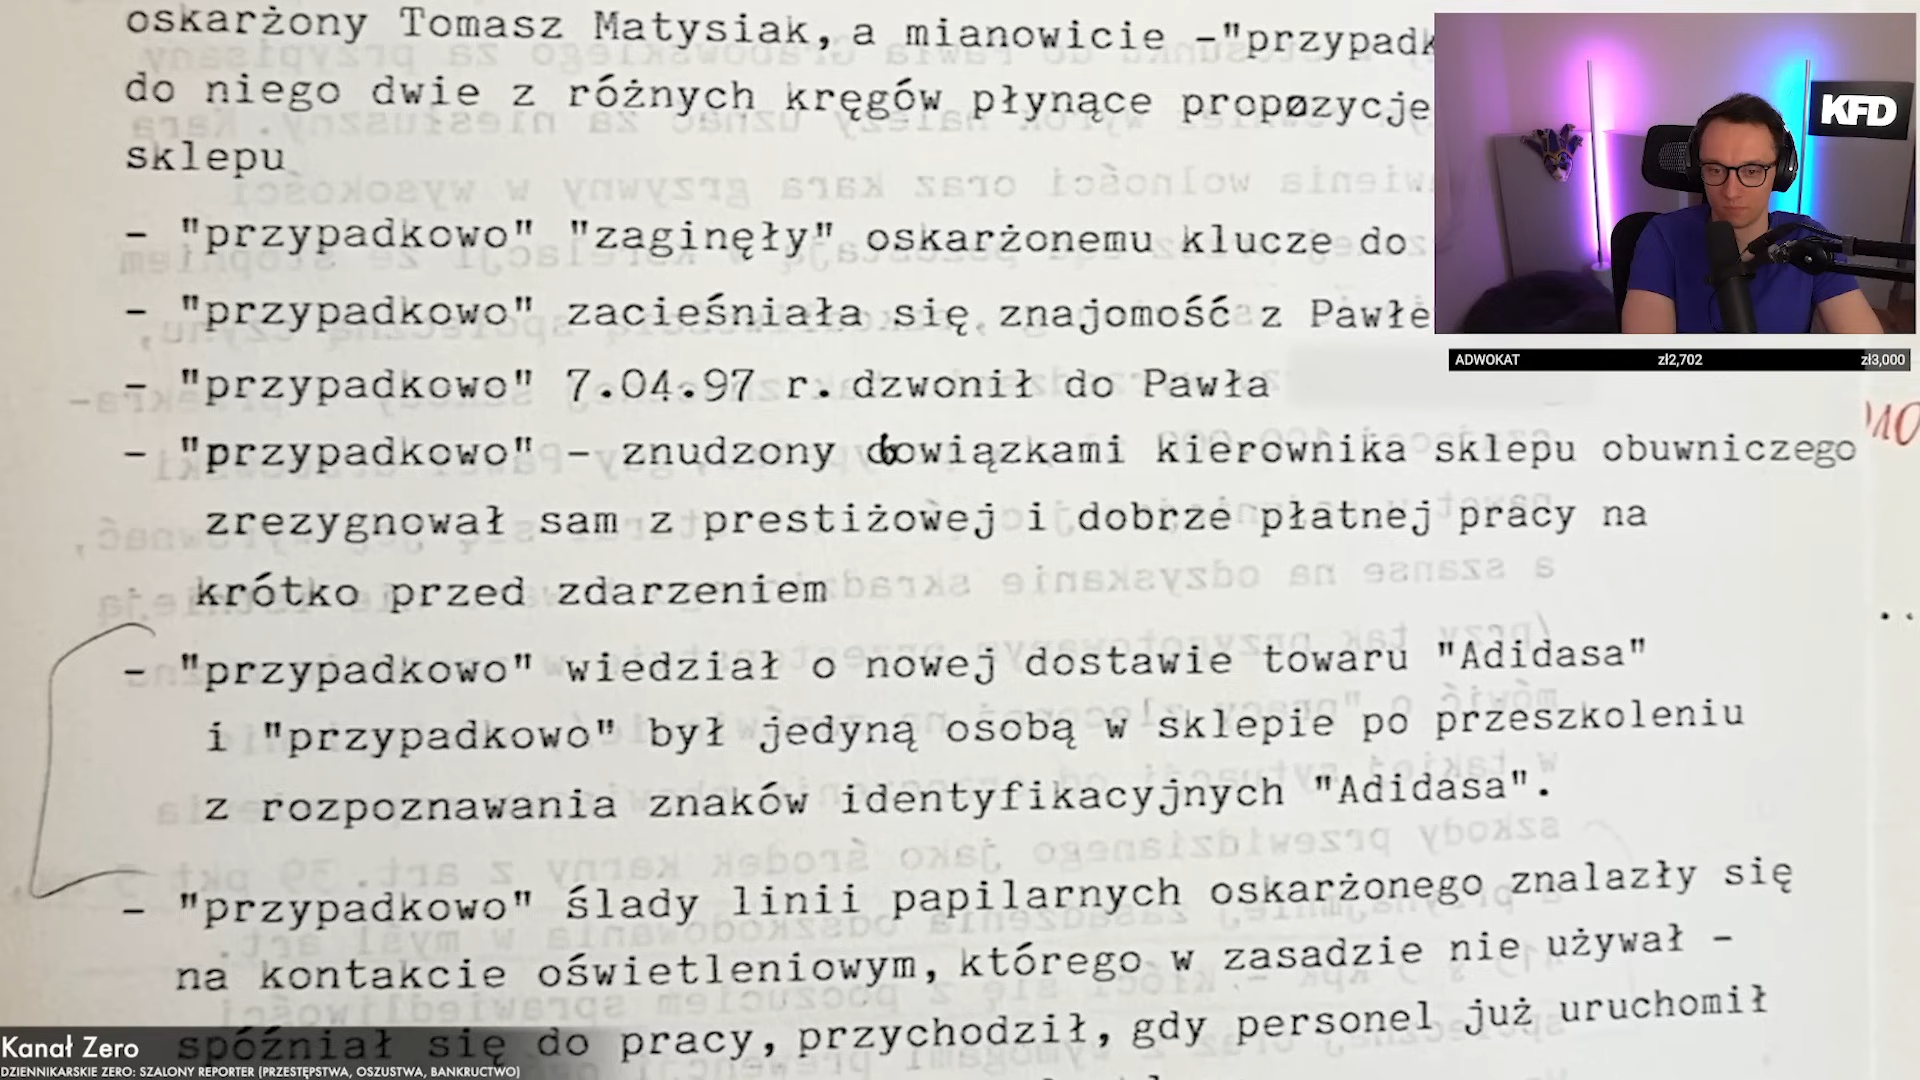 oskarżony Tomasz Matysiak, a mianowicie -"przypadk
do niego dwie z różnych kręgów płynące propozycje
sklepu
- "przypadkowo" "zaginęły" oskarżonemu klucze do
- "przypadkowo" zacieśniała się znajomość z Pawłe
- "przypadkowo" 7.04.97 r. dzwonił do Pawła
- "przypadkowo" - znudzony obowiązkami kierownika sklepu obuwniczego
zrezygnował sam z prestiżowej i dobrze płatnej pracy na
krótko przed zdarzeniem
- "przypadkowo" wiedział o nowej dostawie towaru "Adidasa"
i "przypadkowo" był jedyną osobą w sklepie po przeszkoleniu
z rozpoznawania znaków identyfikacyjnych "Adidasa".
- "przypadkowo" ślady linii papilarnych oskarżonego znalazły się
na kontakcie oświetleniowym, którego w zasadzie nie używał -
spóźniał się do pracy, przychodził, gdy personel już uruchomił
KFD
ADWOKAT zł2,702 zł3,000
Kanał Zero
DZIENNIKARSKIE ZERO: SZALONY REPORTER (PRZESTĘPSTWA, OSZUSTWA, BANKRUCTWO)